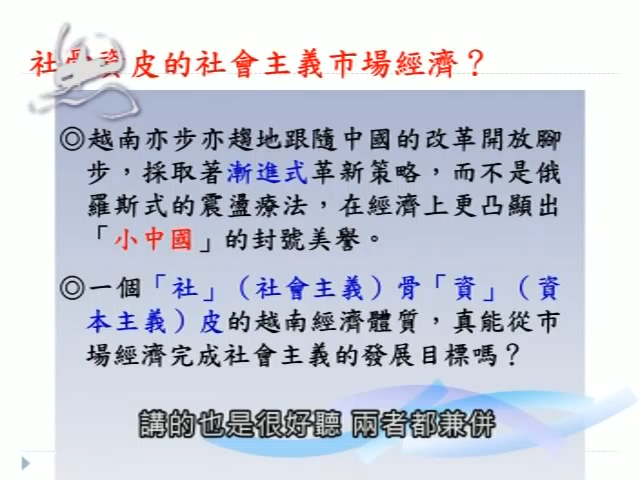 社骨資皮的社會主義市場經濟？
◎越南亦步亦趨地跟隨中國的改革開放腳
步，採取著漸進式革新策略，而不是俄
羅斯式的震盪療法，在經濟上更凸顯出
「小中國」的封號美譽。
◎一個「社」（社會主義）骨「資」（資
本主義）皮的越南經濟體質，真能從市
場經濟完成社會主義的發展目標嗎？
講的也是很好聽 兩者都兼併